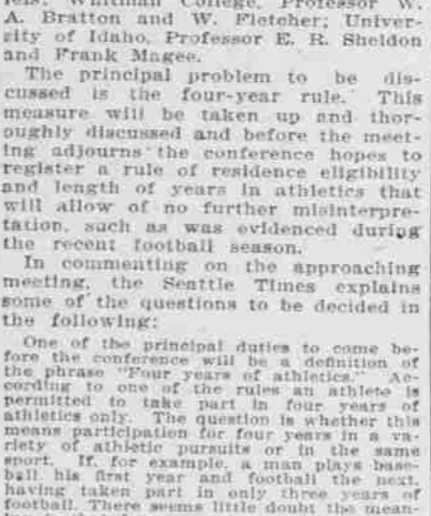 Whitman College, Professor W.
A. Bratton and W. Fletcher; Univer-
sity of Idaho, Professor E. R. Sheldon
and Frank Magee.
The principal problem to be dis-
cussed is the four-year rule. This
measure will be taken up and thor-
oughly discussed and before the meet-
ing adjourns the conference hopes to
register a rule of residence eligibility
and length of years in athletics that
will allow of no further misinterpre-
tation, such as was evidenced during
the recent football season.
In commenting on the approaching
meeting, the Seattle Times explains
some of the questions to be decided in
the following:
One of the principal duties to come be-
fore the conference will be a definition of
the phrase "Four years of athletics." Ac-
cording to one of the rules an athlete is
permitted to take part in four years of
athletics only. The question is whether this
means participation for four years in a va-
riety of athletic pursuits or in the same
sport. If, for example, a man plays base-
ball his first year and football the next,
having taken part in only three years of
football. There seems little doubt the mean-